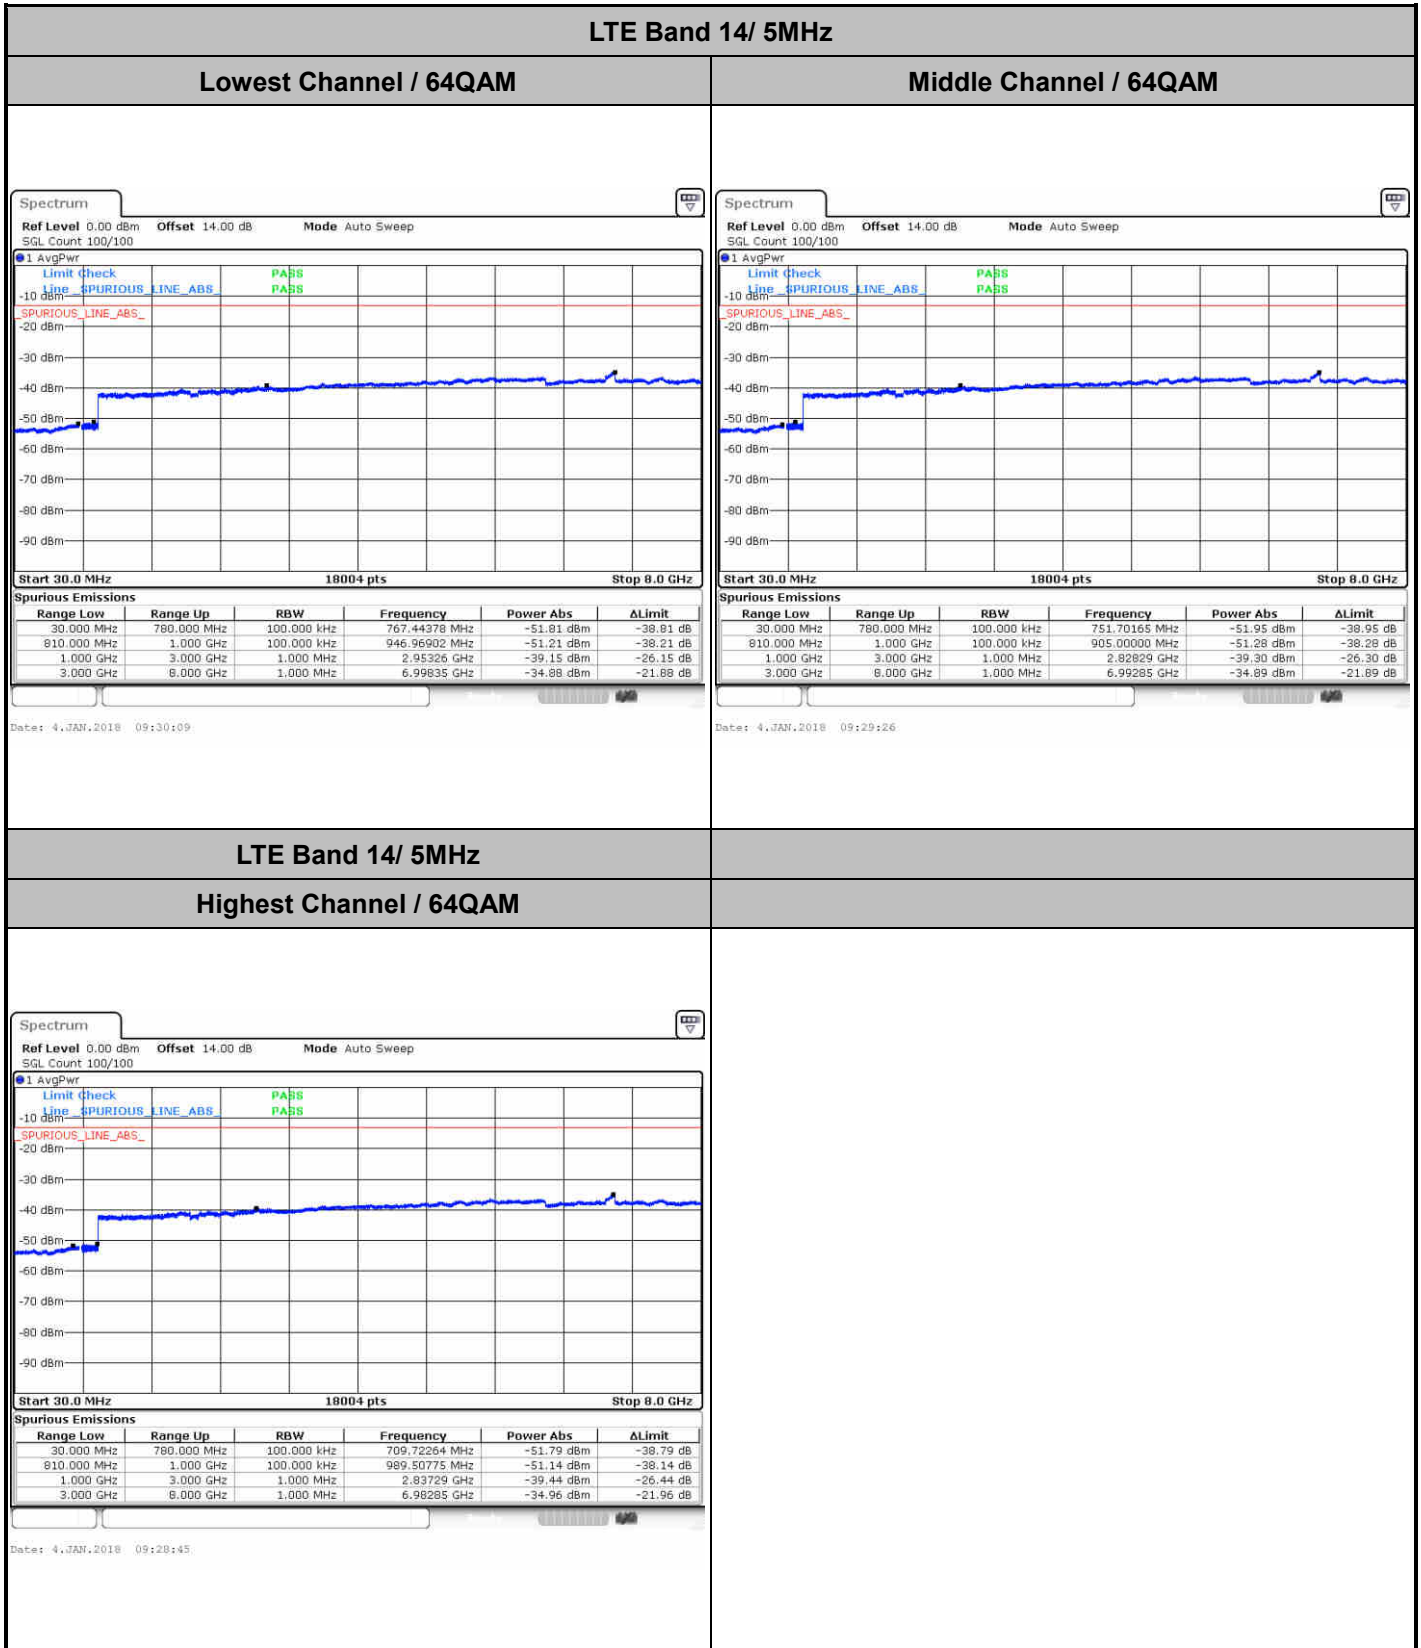 LTE Band 14/ 5MHz
Lowest Channel / 64QAM
Middle Channel / 64QAM
Spectrum
Ref Level 0.00 dBm Offset 14.00 dB Mode Auto Sweep
SGL Count 100/100
1 AvgPwr
Limit Check PASS
Line _SPURIOUS_LINE_ABS_ PASS
-10 dBm
_SPURIOUS_LINE_ABS_
-20 dBm
-30 dBm
-40 dBm
-50 dBm
-60 dBm
-70 dBm
-80 dBm
-90 dBm
Start 30.0 MHz 18004 pts Stop 8.0 GHz
Spurious Emissions
Range Low Range Up RBW Frequency Power Abs ΔLimit
30.000 MHz 780.000 MHz 100.000 kHz 767.44378 MHz -51.81 dBm -38.81 dB
810.000 MHz 1.000 GHz 100.000 kHz 946.96902 MHz -51.21 dBm -38.21 dB
1.000 GHz 3.000 GHz 1.000 MHz 2.95326 GHz -39.15 dBm -26.15 dB
3.000 GHz 8.000 GHz 1.000 MHz 6.99835 GHz -34.88 dBm -21.88 dB
Date: 4.JAN.2018 09:30:09
Spectrum
Ref Level 0.00 dBm Offset 14.00 dB Mode Auto Sweep
SGL Count 100/100
1 AvgPwr
Limit Check PASS
Line _SPURIOUS_LINE_ABS_ PASS
-10 dBm
_SPURIOUS_LINE_ABS_
-20 dBm
-30 dBm
-40 dBm
-50 dBm
-60 dBm
-70 dBm
-80 dBm
-90 dBm
Start 30.0 MHz 18004 pts Stop 8.0 GHz
Spurious Emissions
Range Low Range Up RBW Frequency Power Abs ΔLimit
30.000 MHz 780.000 MHz 100.000 kHz 751.70165 MHz -51.95 dBm -38.95 dB
810.000 MHz 1.000 GHz 100.000 kHz 905.00000 MHz -51.28 dBm -38.28 dB
1.000 GHz 3.000 GHz 1.000 MHz 2.82829 GHz -39.30 dBm -26.30 dB
3.000 GHz 8.000 GHz 1.000 MHz 6.99285 GHz -34.89 dBm -21.89 dB
Date: 4.JAN.2018 09:29:26
LTE Band 14/ 5MHz
Highest Channel / 64QAM
Spectrum
Ref Level 0.00 dBm Offset 14.00 dB Mode Auto Sweep
SGL Count 100/100
1 AvgPwr
Limit Check PASS
Line _SPURIOUS_LINE_ABS_ PASS
-10 dBm
_SPURIOUS_LINE_ABS_
-20 dBm
-30 dBm
-40 dBm
-50 dBm
-60 dBm
-70 dBm
-80 dBm
-90 dBm
Start 30.0 MHz 18004 pts Stop 8.0 GHz
Spurious Emissions
Range Low Range Up RBW Frequency Power Abs ΔLimit
30.000 MHz 780.000 MHz 100.000 kHz 709.72264 MHz -51.79 dBm -38.79 dB
810.000 MHz 1.000 GHz 100.000 kHz 989.50775 MHz -51.14 dBm -38.14 dB
1.000 GHz 3.000 GHz 1.000 MHz 2.83729 GHz -39.44 dBm -26.44 dB
3.000 GHz 8.000 GHz 1.000 MHz 6.98285 GHz -34.96 dBm -21.96 dB
Date: 4.JAN.2018 09:28:45